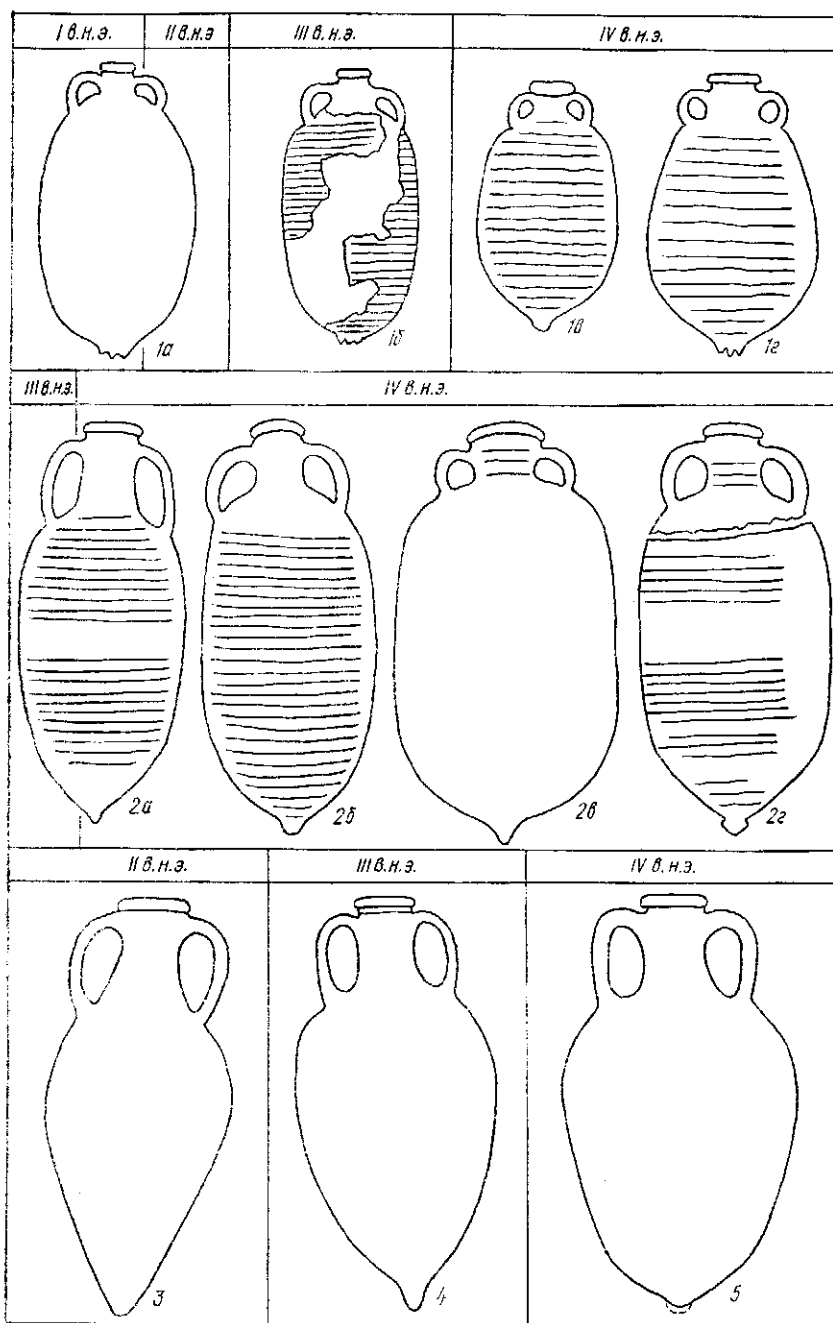 I в.н.э. II в.н.э III в.н.э. IV в.н.э.
1а 1б 1в 1г
III в.н.э. IV в.н.э.
2а 2б 2в 2г
II в.н.э. III в.н.э. IV в.н.э.
3 4 5